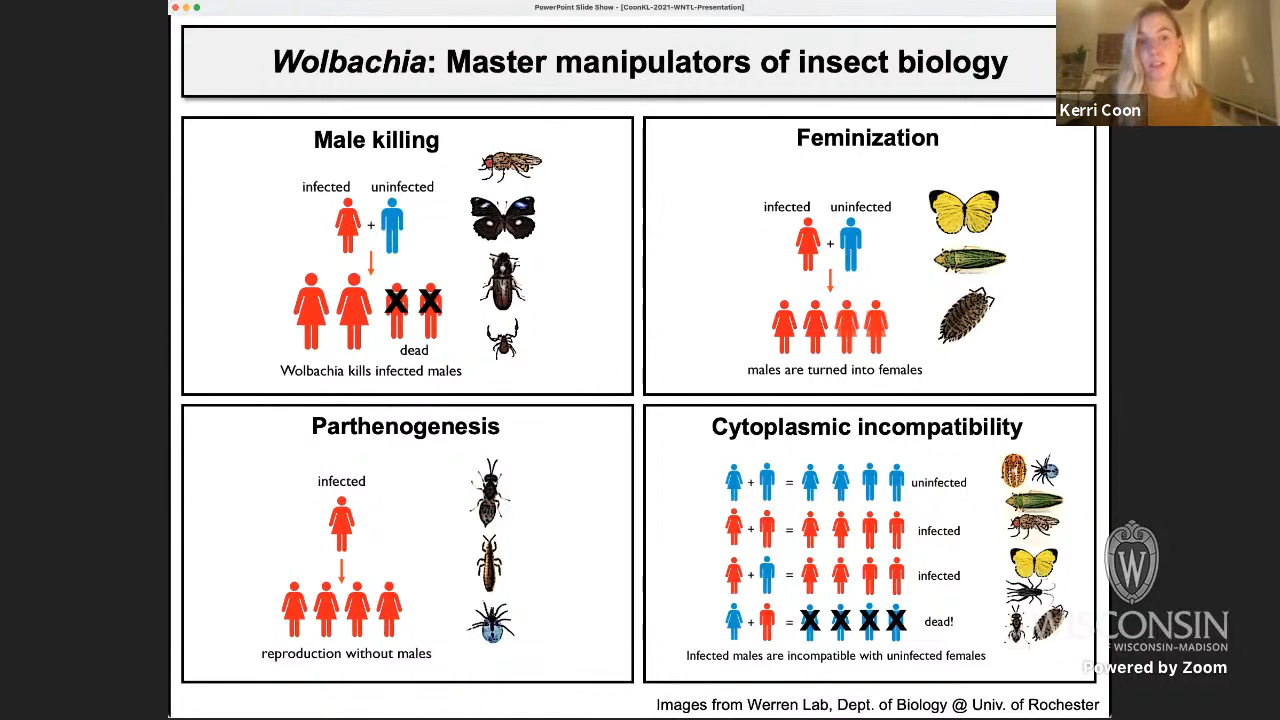 PowerPoint Slide Show - [CoonKL-2021-WNTL-Presentation]
Wolbachia: Master manipulators of insect biology
Kerri Coon
Male killing
infected uninfected
+
X X
dead
Wolbachia kills infected males
Feminization
infected uninfected
+
males are turned into females
Parthenogenesis
infected
reproduction without males
Cytoplasmic incompatibility
+ = uninfected
+ = infected
+ = infected
+ = X X X X dead!
Infected males are incompatible with uninfected females
W
WISCONSIN
OF WISCONSIN–MADISON
Powered by Zoom
Images from Werren Lab, Dept. of Biology @ Univ. of Rochester